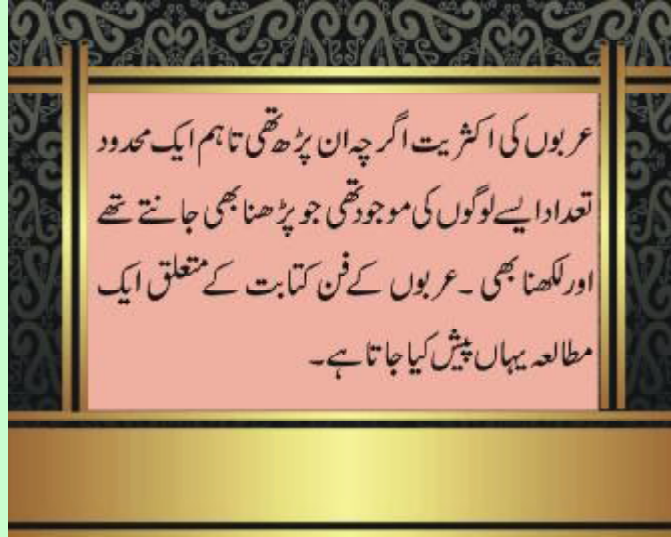 عربوں کی اکثریت اگرچہ ان پڑھ تھی تاہم ایک محدود
تعداد ایسے لوگوں کی موجود تھی جو پڑھنا بھی جانتے تھے
اور لکھنا بھی ۔ عربوں کے فن کتابت کے متعلق ایک
مطالعہ یہاں پیش کیا جاتا ہے ۔